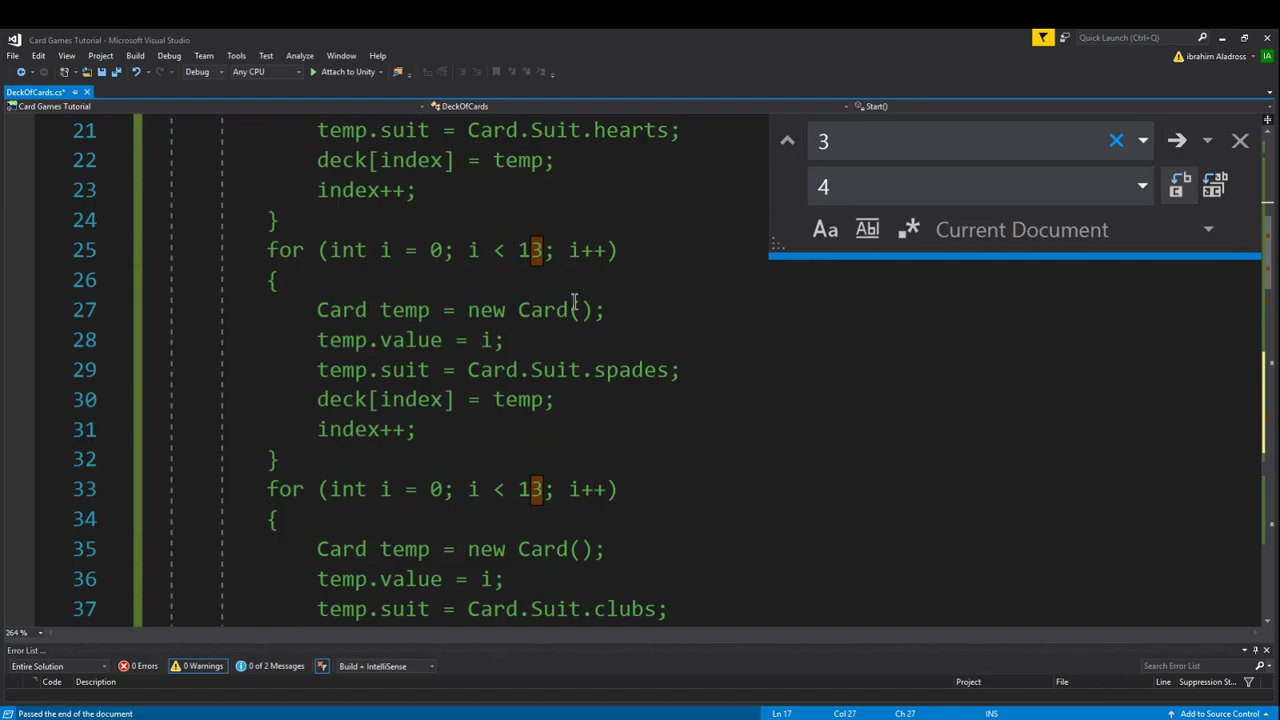 Card Games Tutorial - Microsoft Visual Studio
Quick Launch (Ctrl+Q)
File Edit View Project Build Debug Team Tools Test Analyze Window Help
ibrahim Aladross IA
Debug Any CPU Attach to Unity
DeckOfCards.cs*
Card Games Tutorial DeckOfCards Start()
21 temp.suit = Card.Suit.hearts;
22 deck[index] = temp;
23 index++;
24 }
25 for (int i = 0; i < 13; i++)
26 {
27 Card temp = new Card();
28 temp.value = i;
29 temp.suit = Card.Suit.spades;
30 deck[index] = temp;
31 index++;
32 }
33 for (int i = 0; i < 13; i++)
34 {
35 Card temp = new Card();
36 temp.value = i;
37 temp.suit = Card.Suit.clubs;
3
4
Aa Abl Current Document
264 %
Error List ...
Entire Solution 0 Errors 0 Warnings 0 of 2 Messages Build + IntelliSense Search Error List
Code Description Project File Line Suppression St...
Passed the end of the document Ln 17 Col 27 Ch 27 INS Add to Source Control